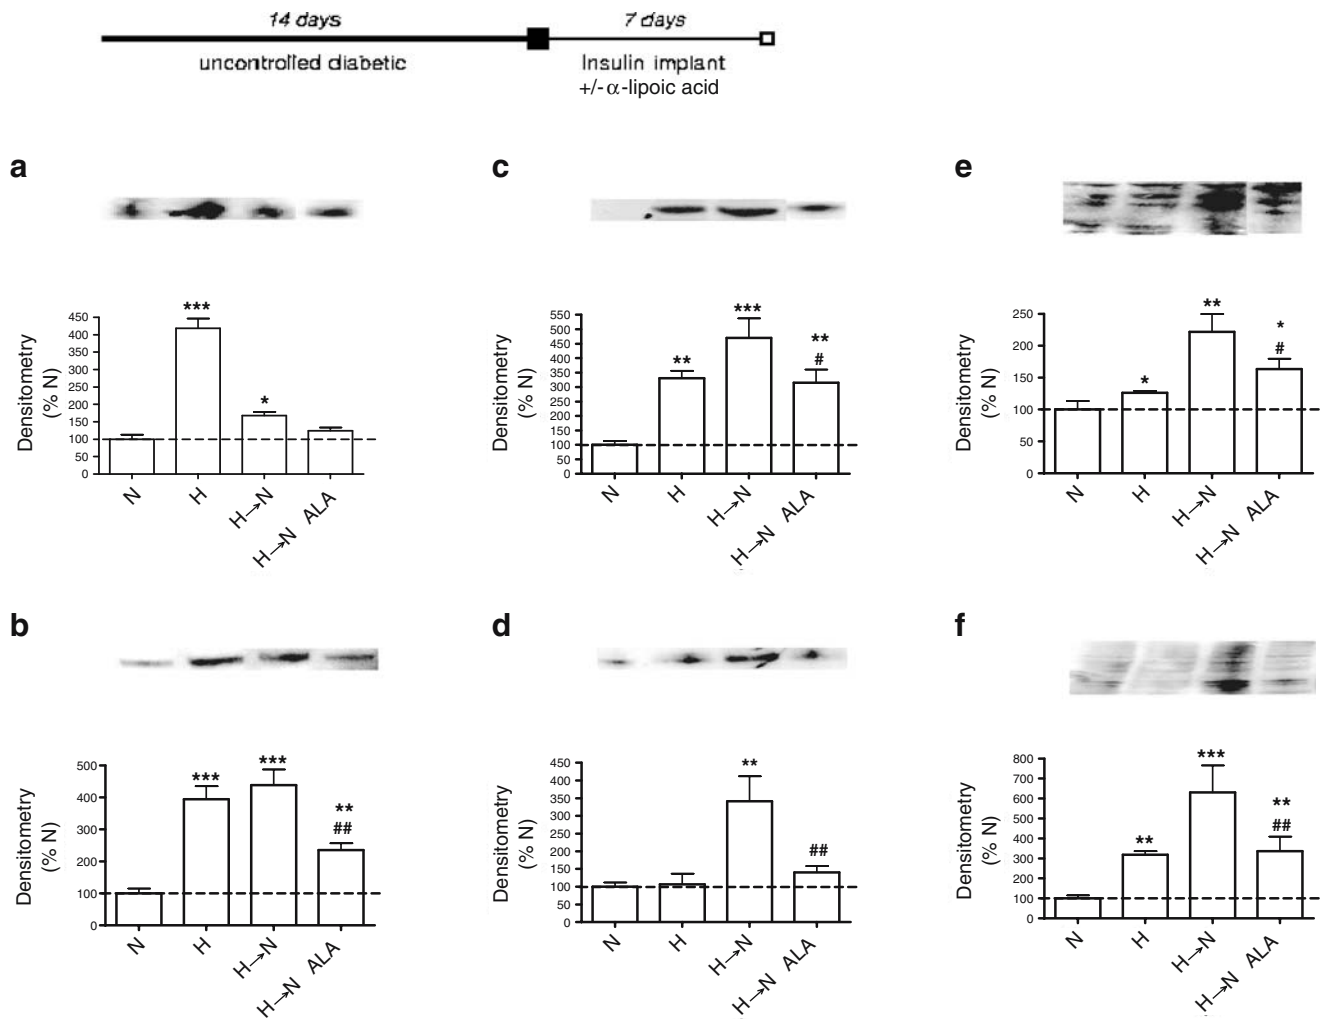 14 days
7 days
uncontrolled diabetic
Insulin implant
+/-α-lipoic acid
a
Densitometry
(% N)
450
400
350
300
250
200
150
100
50
0
***
*
N
H
H→N
H→N ALA
c
Densitometry
(% N)
550
500
450
400
350
300
250
200
150
100
50
0
**
***
**
#
N
H
H→N
H→N ALA
e
Densitometry
(% N)
250
200
150
100
50
0
*
**
*
#
N
H
H→N
H→N ALA
b
Densitometry
(% N)
500
400
300
200
100
0
***
***
**
##
N
H
H→N
H→N ALA
d
Densitometry
(% N)
450
400
350
300
250
200
150
100
50
0
**
##
N
H
H→N
H→N ALA
f
Densitometry
(% N)
800
700
600
500
400
300
200
100
0
**
***
**
##
N
H
H→N
H→N ALA